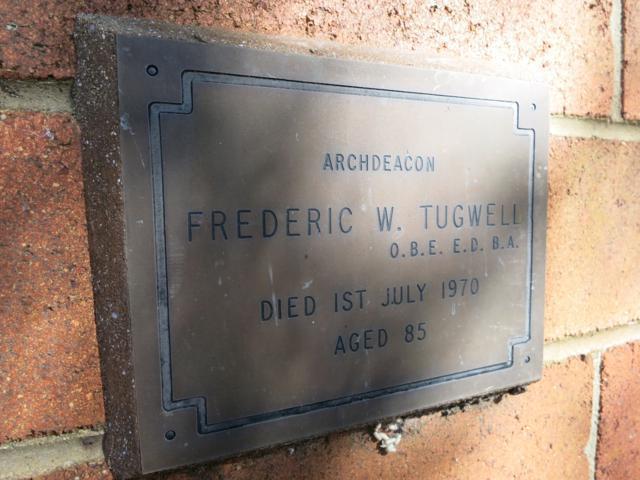 ARCHDEACON
FREDERIC W. TUGWELL
O.B.E. E.D. B.A.
DIED 1ST JULY 1970
AGED 85